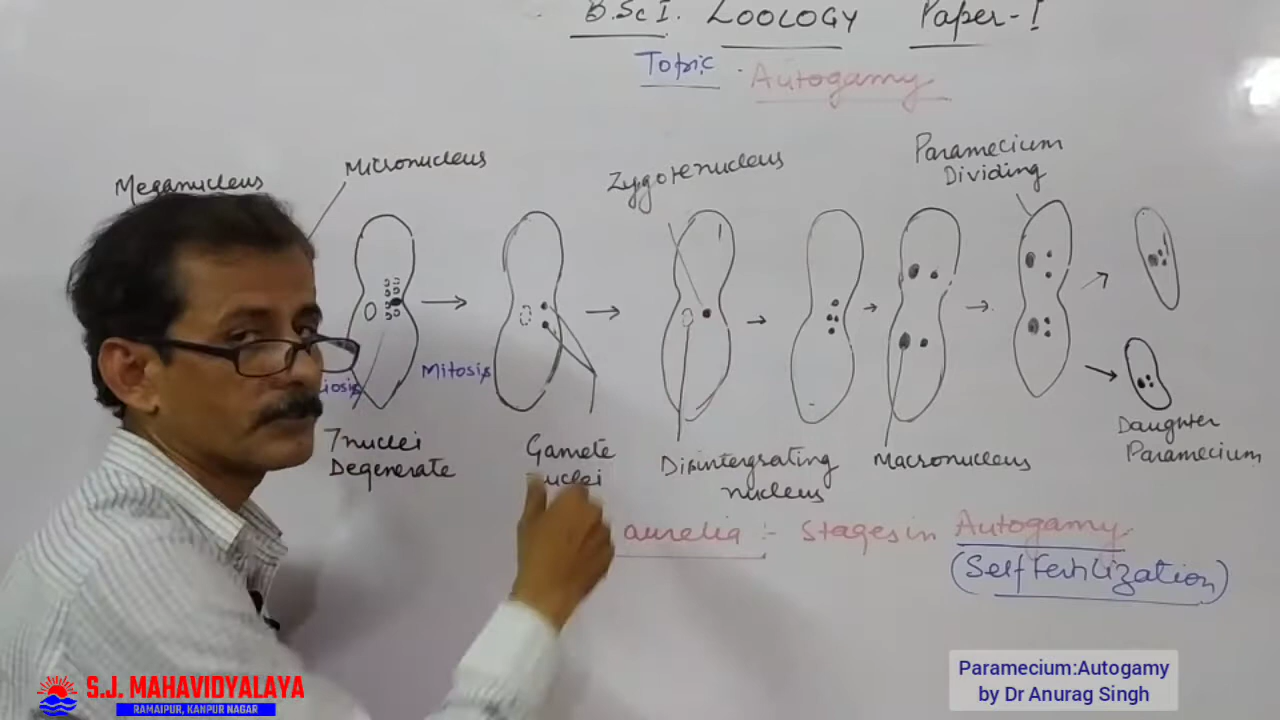 B.Sc I. ZOOLOGY Paper-I
Topic. Autogamy
Meganucleus
Micronucleus
Zygotenucleus
Paramecium
Dividing
Mitosis
7nuclei
Degenerate
Gamete
Disintergrating
nucleus
Macronucleus
Daughter
Paramecium
aurelia :- Stages in Autogamy
(Self Fertilization)
Paramecium:Autogamy
by Dr Anurag Singh
S.J. MAHAVIDYALAYA
RAMAIPUR, KANPUR NAGAR